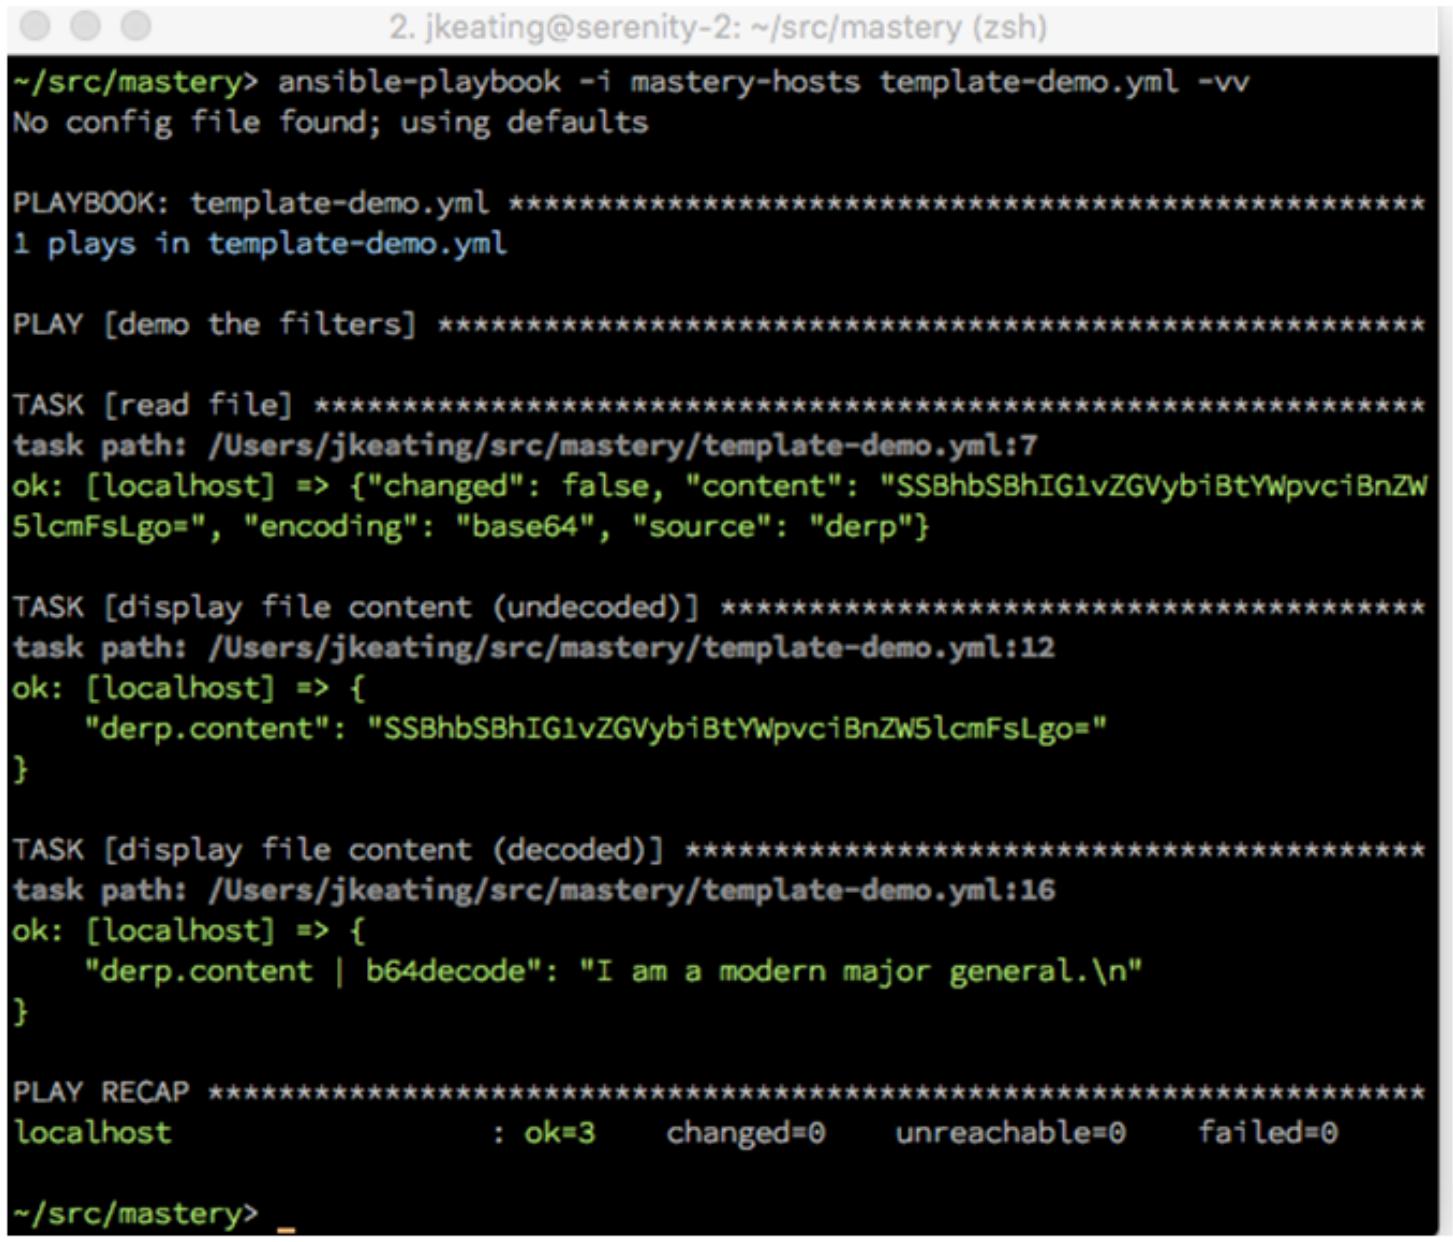 2. jkeating@serenity-2: ~/src/mastery (zsh)
~/src/mastery> ansible-playbook -i mastery-hosts template-demo.yml -vv
No config file found; using defaults
PLAYBOOK: template-demo.yml ****************************************************
1 plays in template-demo.yml
PLAY [demo the filters] ********************************************************
TASK [read file] ***************************************************************
task path: /Users/jkeating/src/mastery/template-demo.yml:7
ok: [localhost] => {"changed": false, "content": "SSBhbSBhIG1vZGVybiBtYWpvciBnZW
5lcmFsLgo=", "encoding": "base64", "source": "derp"}
TASK [display file content (undecoded)] ****************************************
task path: /Users/jkeating/src/mastery/template-demo.yml:12
ok: [localhost] => {
    "derp.content": "SSBhbSBhIG1vZGVybiBtYWpvciBnZW5lcmFsLgo="
}
TASK [display file content (decoded)] ******************************************
task path: /Users/jkeating/src/mastery/template-demo.yml:16
ok: [localhost] => {
    "derp.content | b64decode": "I am a modern major general.\n"
}
PLAY RECAP *********************************************************************
localhost                  : ok=3    changed=0    unreachable=0    failed=0
~/src/mastery> _